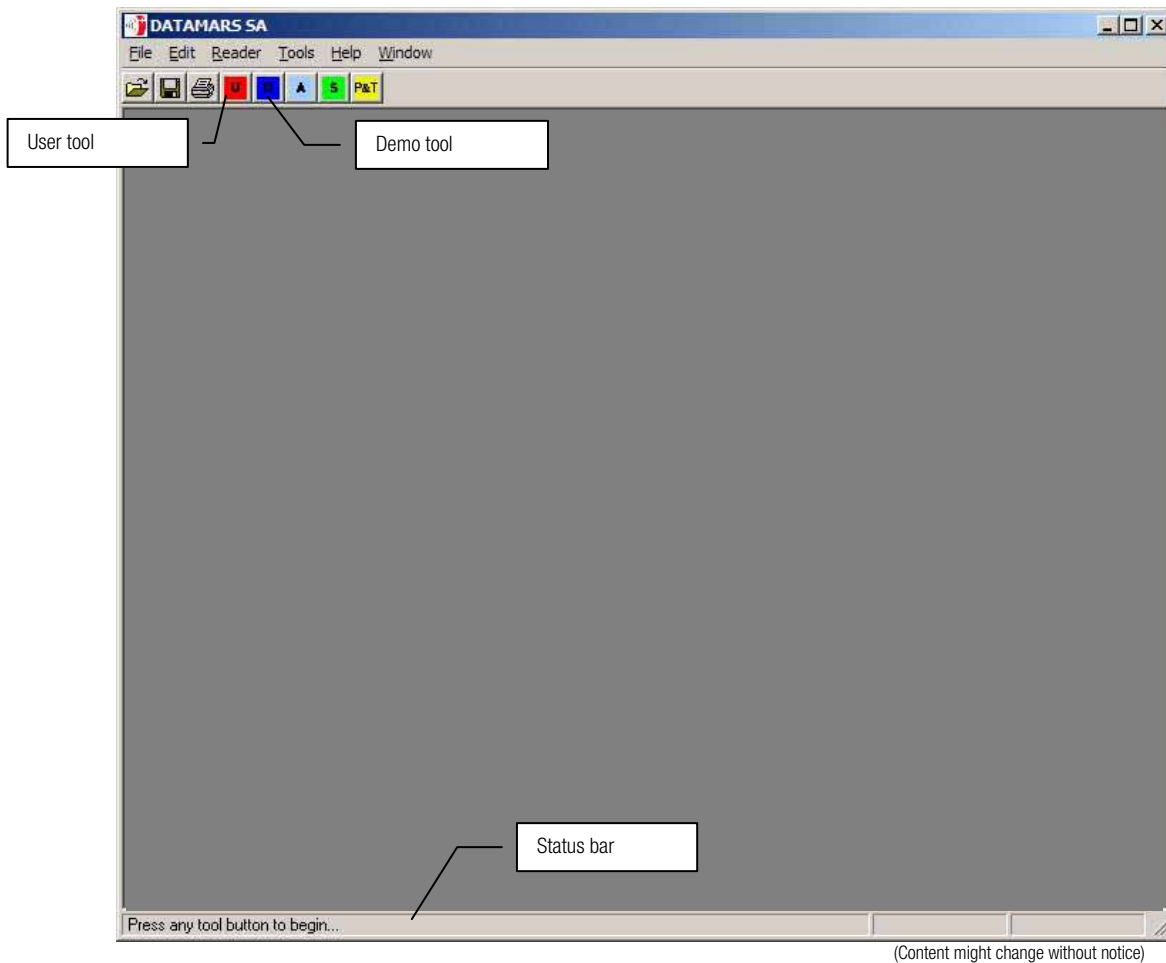 DATAMARS SA
File Edit Reader Tools Help Window
U A S P&T
User tool
Demo tool
Status bar
Press any tool button to begin...
(Content might change without notice)